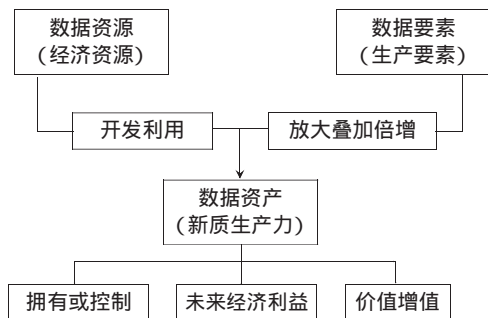 数据资源
（经济资源）
数据要素
（生产要素）
开发利用
放大叠加倍增
数据资产
（新质生产力）
拥有或控制
未来经济利益
价值增值